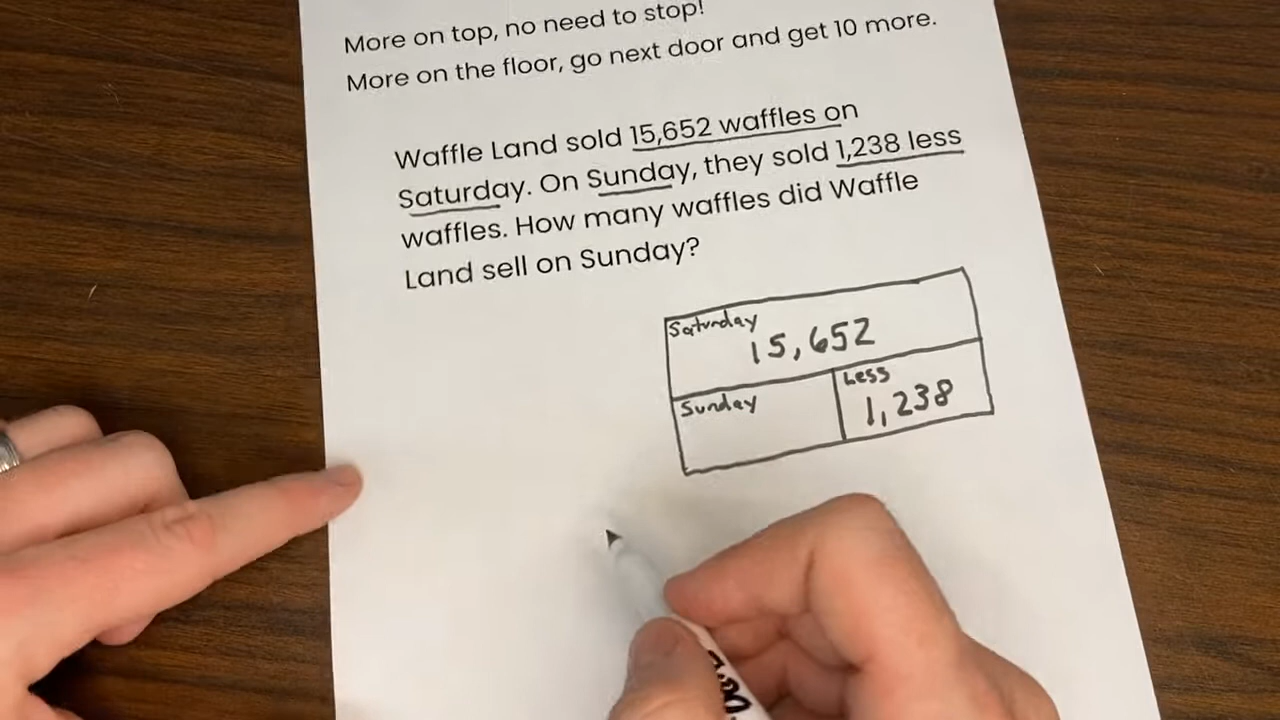 More on top, no need to stop!
More on the floor, go next door and get 10 more.
Waffle Land sold 15,652 waffles on
Saturday. On Sunday, they sold 1,238 less
waffles. How many waffles did Waffle
Land sell on Sunday?
Saturday
15,652
Sunday
Less
1,238